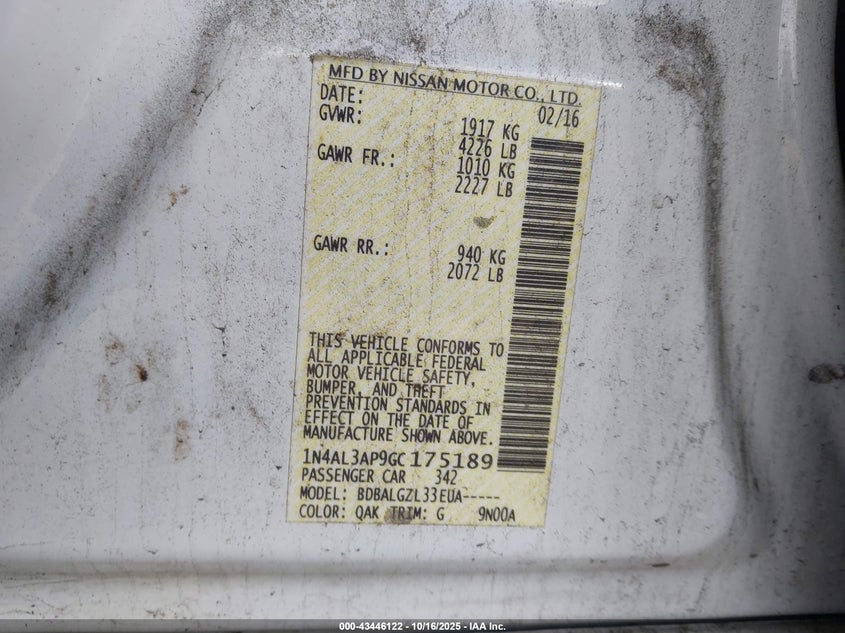 MFD BY NISSAN MOTOR CO., LTD.
DATE: 02/16
GVWR: 1917 KG
4226 LB
GAWR FR.: 1010 KG
2227 LB
GAWR RR.: 940 KG
2072 LB
THIS VEHICLE CONFORMS TO
ALL APPLICABLE FEDERAL
MOTOR VEHICLE SAFETY,
BUMPER, AND THEFT
PREVENTION STANDARDS IN
EFFECT ON THE DATE OF
MANUFACTURE SHOWN ABOVE.
1N4AL3AP9GC175189
PASSENGER CAR 342
MODEL: BDBALGZL33EUA-----
COLOR: QAK TRIM: G 9N00A
000-43446122 - 10/16/2025 - IAA Inc.